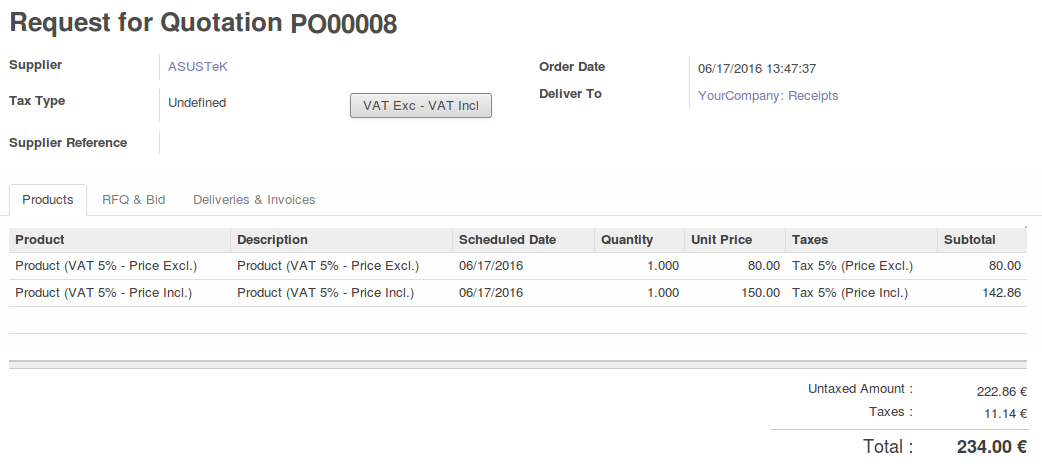 Request for Quotation PO00008
Supplier ASUSTeK Order Date 06/17/2016 13:47:37
Tax Type Undefined VAT Exc - VAT Incl Deliver To YourCompany: Receipts
Supplier Reference
Products RFQ & Bid Deliveries & Invoices
Product Description Scheduled Date Quantity Unit Price Taxes Subtotal
Product (VAT 5% - Price Excl.) Product (VAT 5% - Price Excl.) 06/17/2016 1.000 80.00 Tax 5% (Price Excl.) 80.00
Product (VAT 5% - Price Incl.) Product (VAT 5% - Price Incl.) 06/17/2016 1.000 150.00 Tax 5% (Price Incl.) 142.86
Untaxed Amount : 222.86 €
Taxes : 11.14 €
Total : 234.00 €